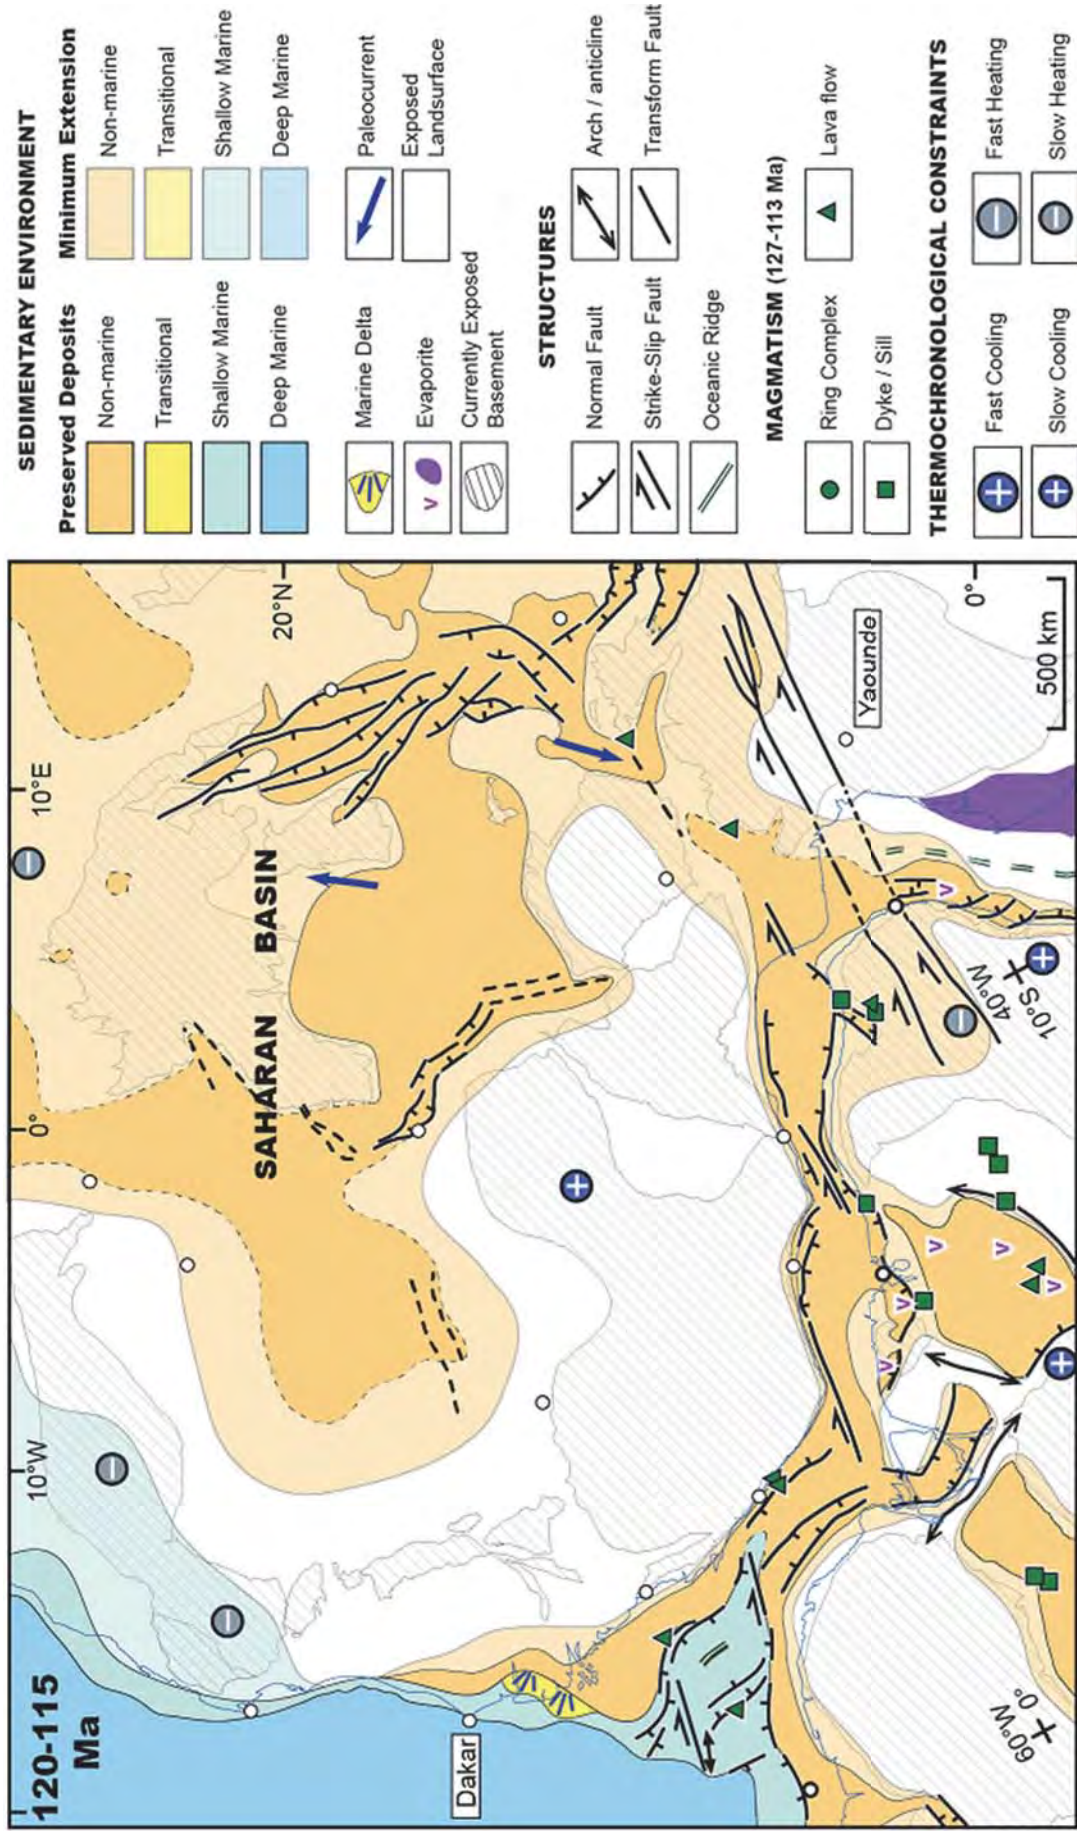 120-115
Ma
10°W
0°
10°E
20°N
0°
SAHARAN BASIN
Dakar
Yaounde
60°W
0°
40°W
10°S
500 km
v
v
v
v
v
v
SEDIMENTARY ENVIRONMENT
Preserved Deposits
Minimum Extension
Non-marine
Non-marine
Transitional
Transitional
Shallow Marine
Shallow Marine
Deep Marine
Deep Marine
Marine Delta
Paleocurrent
v
Evaporite
Exposed
Landsurface
Currently Exposed
Basement
STRUCTURES
Normal Fault
Arch / anticline
Strike-Slip Fault
Transform Fault
Oceanic Ridge
MAGMATISM (127-113 Ma)
Ring Complex
Lava flow
Dyke / Sill
THERMOCHRONOLOGICAL CONSTRAINTS
Fast Cooling
Fast Heating
Slow Cooling
Slow Heating